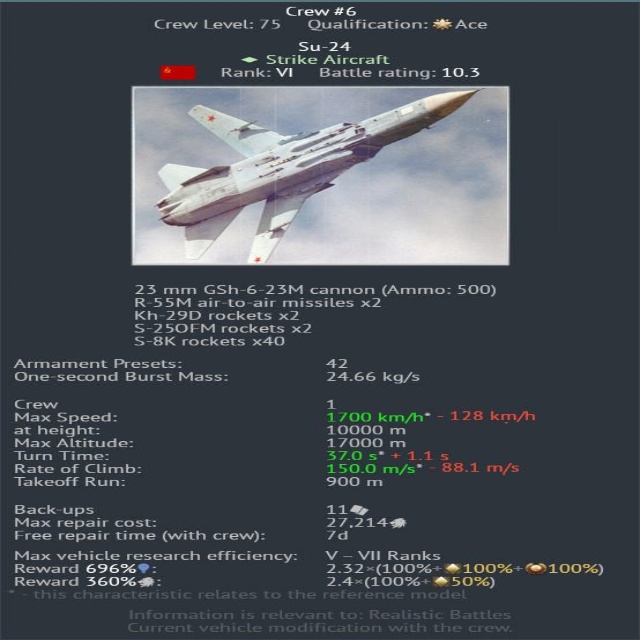 Crew #6
Crew Level: 75 Qualification: Ace
Su-24
Strike Aircraft
Rank: VI Battle rating: 10.3
23 mm GSh-6-23M cannon (Ammo: 500)
R-55M air-to-air missiles x2
Kh-29D rockets x2
S-25OFM rockets x2
S-8K rockets x40
Armament Presets: 42
One-second Burst Mass: 24.66 kg/s
Crew 1
Max Speed: 1700 km/h* - 128 km/h
at height: 10000 m
Max Altitude: 17000 m
Turn Time: 37.0 s* + 1.1 s
Rate of Climb: 150.0 m/s* - 88.1 m/s
Takeoff Run: 900 m
Back-ups 11
Max repair cost: 27,214
Free repair time (with crew): 7d
Max vehicle research efficiency: V – VII Ranks
Reward 696%: 2.32×(100%+100%+100%)
Reward 360%: 2.4×(100%+50%)
* - this characteristic relates to the reference model
Information is relevant to: Realistic Battles
Current vehicle modification with the crew.